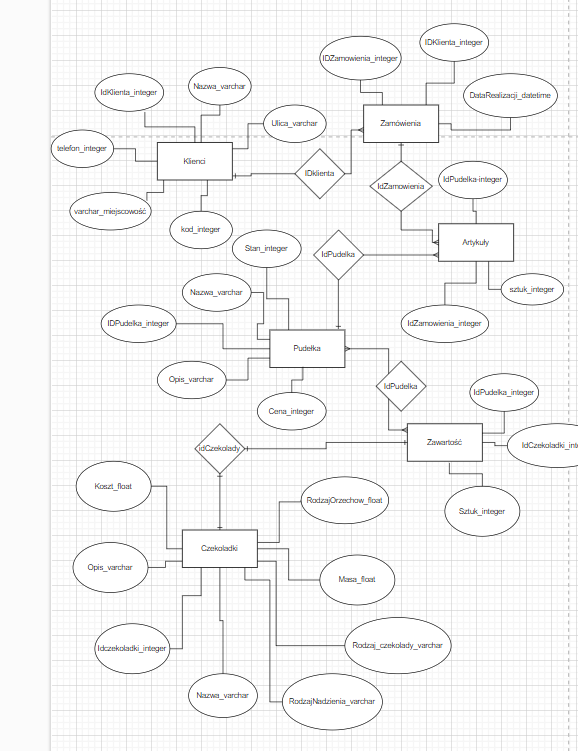 IDKlienta_integer
IDZamowienia_integer
Nazwa_varchar
IdKlienta_integer
DataRealizacji_datetime
Ulica_varchar
Zamówienia
telefon_integer
Klienci
IDklienta
IdZamowienia
IdPudelka-integer
varchar_miejscowość
kod_integer
Stan_integer
IdPudelka
Artykuły
Nazwa_varchar
sztuk_integer
IDPudelka_integer
IdZamowienia_integer
Pudełka
Opis_varchar
IdPudelka
IdPudelka_integer
Cena_integer
idCzekolady
Zawartość
IdCzekoladki_inte
Koszt_float
RodzajOrzechow_float
Sztuk_integer
Czekoladki
Opis_varchar
Masa_float
Idczekoladki_integer
Rodzaj_czekolady_varchar
Nazwa_varchar
RodzajNadzienia_varchar